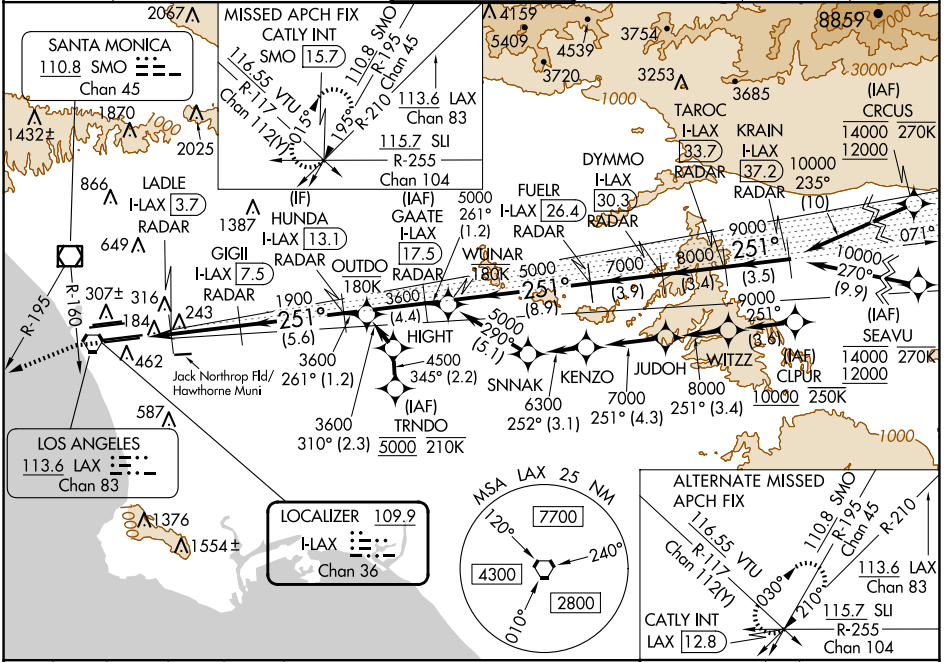 2067
MISSED APCH FIX
CATLY INT
SMO 15.7
110.8 SMO
R-195
Chan 45
R-210
116.55 VTU
R-117
Chan 112(Y)
015°
195°
113.6 LAX
Chan 83
115.7 SLI
R-255
Chan 104
4159
5409
4539
3754
3720
3253
3685
8859
7000
3000
1000
SANTA MONICA
110.8 SMO
Chan 45
1432±
1870
1000
2025
866
649
1387
307±
316
184
243
462
587
1376
1554±
LADLE
I-LAX 3.7
RADAR
GIGII
I-LAX 7.5
RADAR
(IF)
HUNDA
I-LAX 13.1
RADAR
OUTDO
180K
(IAF)
GAATE
I-LAX
17.5
RADAR
5000
261°
(1.2)
WUNAR
180K
FUELR
I-LAX 26.4
RADAR
DYMMO
I-LAX
30.3
RADAR
TAROC
I-LAX
33.7
RADAR
KRAIN
I-LAX
37.2
RADAR
10000
235°
(10)
(IAF)
CRCUS
14000 270K
12000
071°
1900
251°
(5.6)
3600
(4.4)
5000
251°
(8.9)
7000
(3.9)
8000
(3.4)
9000
251°
(3.5)
10000
270°
(9.9)
(IAF)
SEAVU
14000 270K
12000
R-195
R-160
3600
261° (1.2)
HIGHT
4500
345° (2.2)
3600
310° (2.3)
(IAF)
TRNDO
5000 210K
5000
290°
(5.1)
SNNAK
KENZO
JUDOH
WITZZ
9000
251°
(3.6)
(IAF)
CLPUR
10000 250K
6300
252° (3.1)
7000
251° (4.3)
8000
251° (3.4)
1000
Jack Northrop Fld/
Hawthorne Muni
LOS ANGELES
113.6 LAX
Chan 83
LOCALIZER 109.9
I-LAX
Chan 36
MSA LAX 25 NM
120°
240°
010°
7700
4300
2800
ALTERNATE MISSED
APCH FIX
116.55 VTU
R-117
Chan 112(Y)
110.8 SMO
R-195
Chan 45
R-210
030°
210°
113.6 LAX
Chan 83
115.7 SLI
R-255
Chan 104
CATLY INT
LAX 12.8